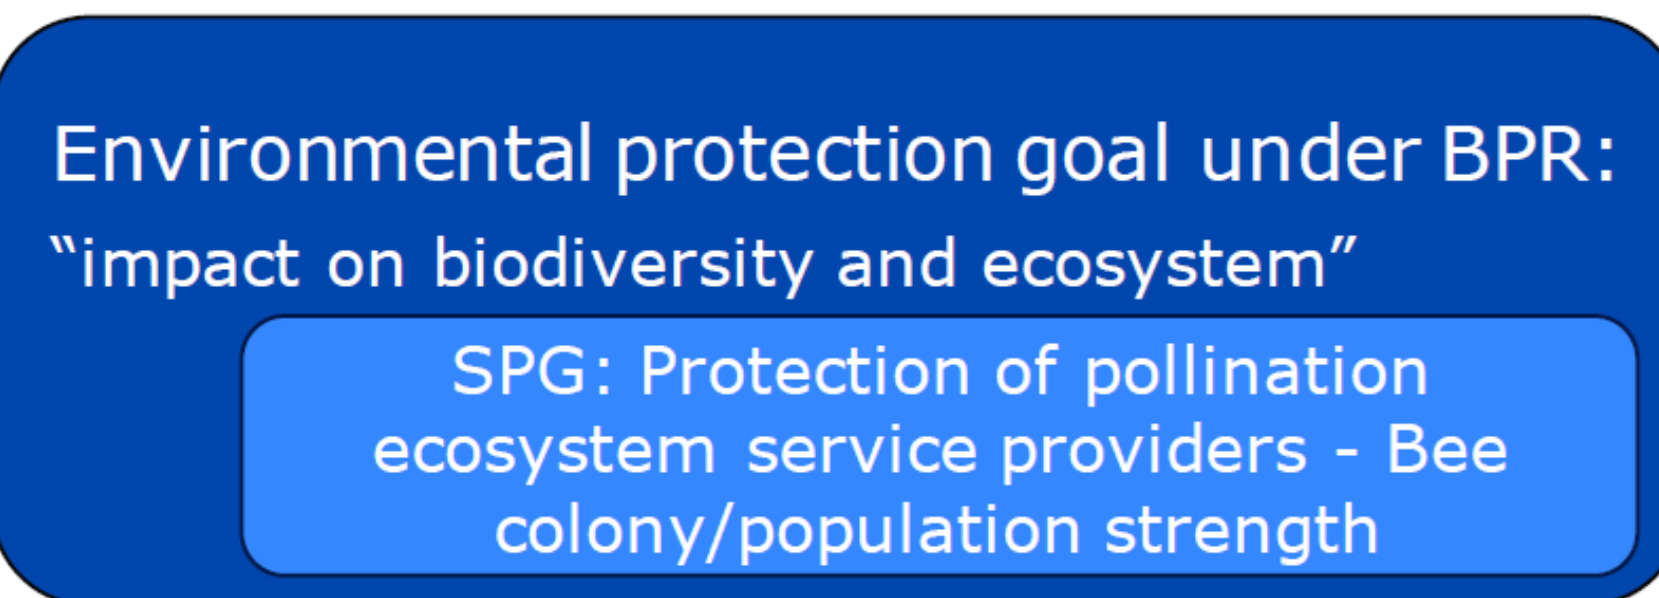 Environmental protection goal under BPR:
“impact on biodiversity and ecosystem”
SPG: Protection of pollination
ecosystem service providers - Bee
colony/population strength